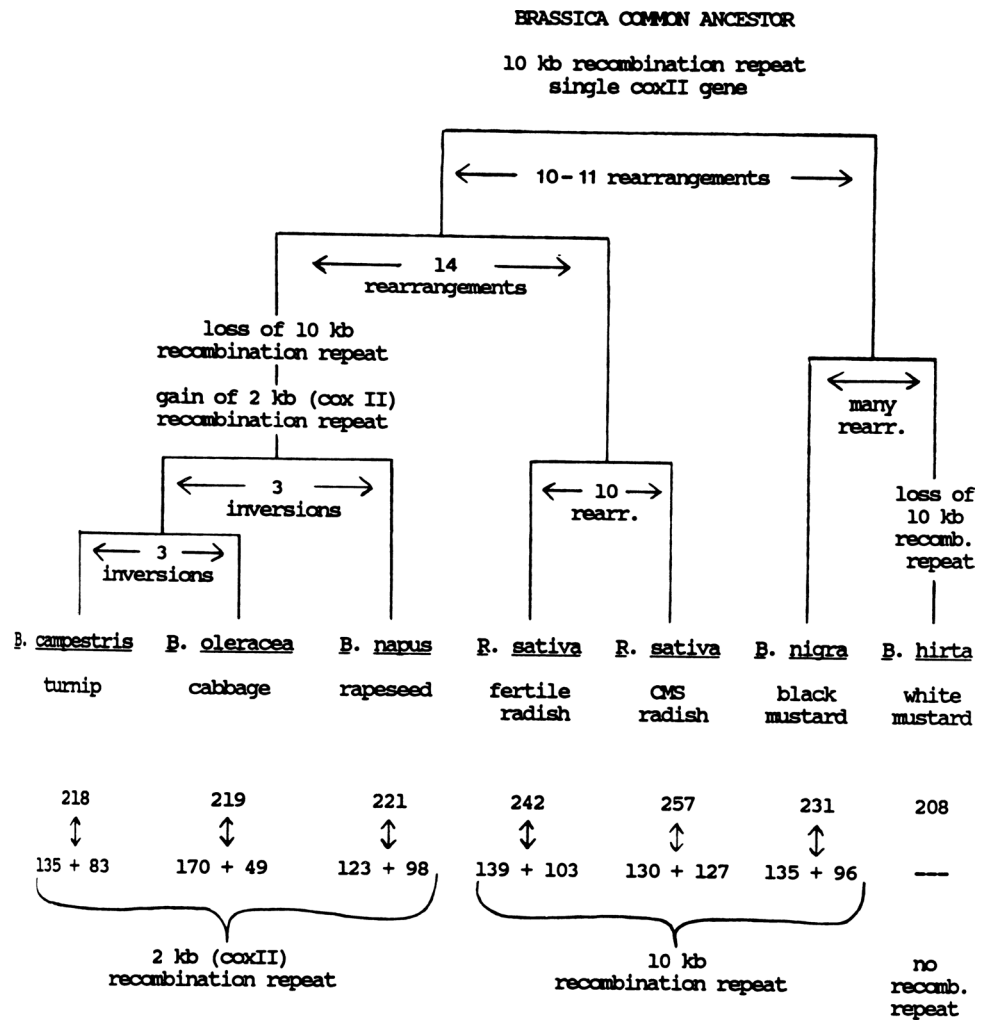 BRASSICA COMMON ANCESTOR
10 kb recombination repeat
single coxII gene
10-11 rearrangements
14
rearrangements
loss of 10 kb
recombination repeat
gain of 2 kb (cox II)
recombination repeat
many
rearr.
3
inversions
10
rearr.
loss of
10 kb
recomb.
repeat
3
inversions
B. campestris B. oleracea B. napus R. sativa R. sativa B. nigra B. hirta
turnip cabbage rapeseed fertile radish CMS radish black mustard white mustard
218 219 221 242 257 231 208
135 + 83 170 + 49 123 + 98 139 + 103 130 + 127 135 + 96 ---
2 kb (coxII)
recombination repeat
10 kb
recombination repeat
no
recomb.
repeat